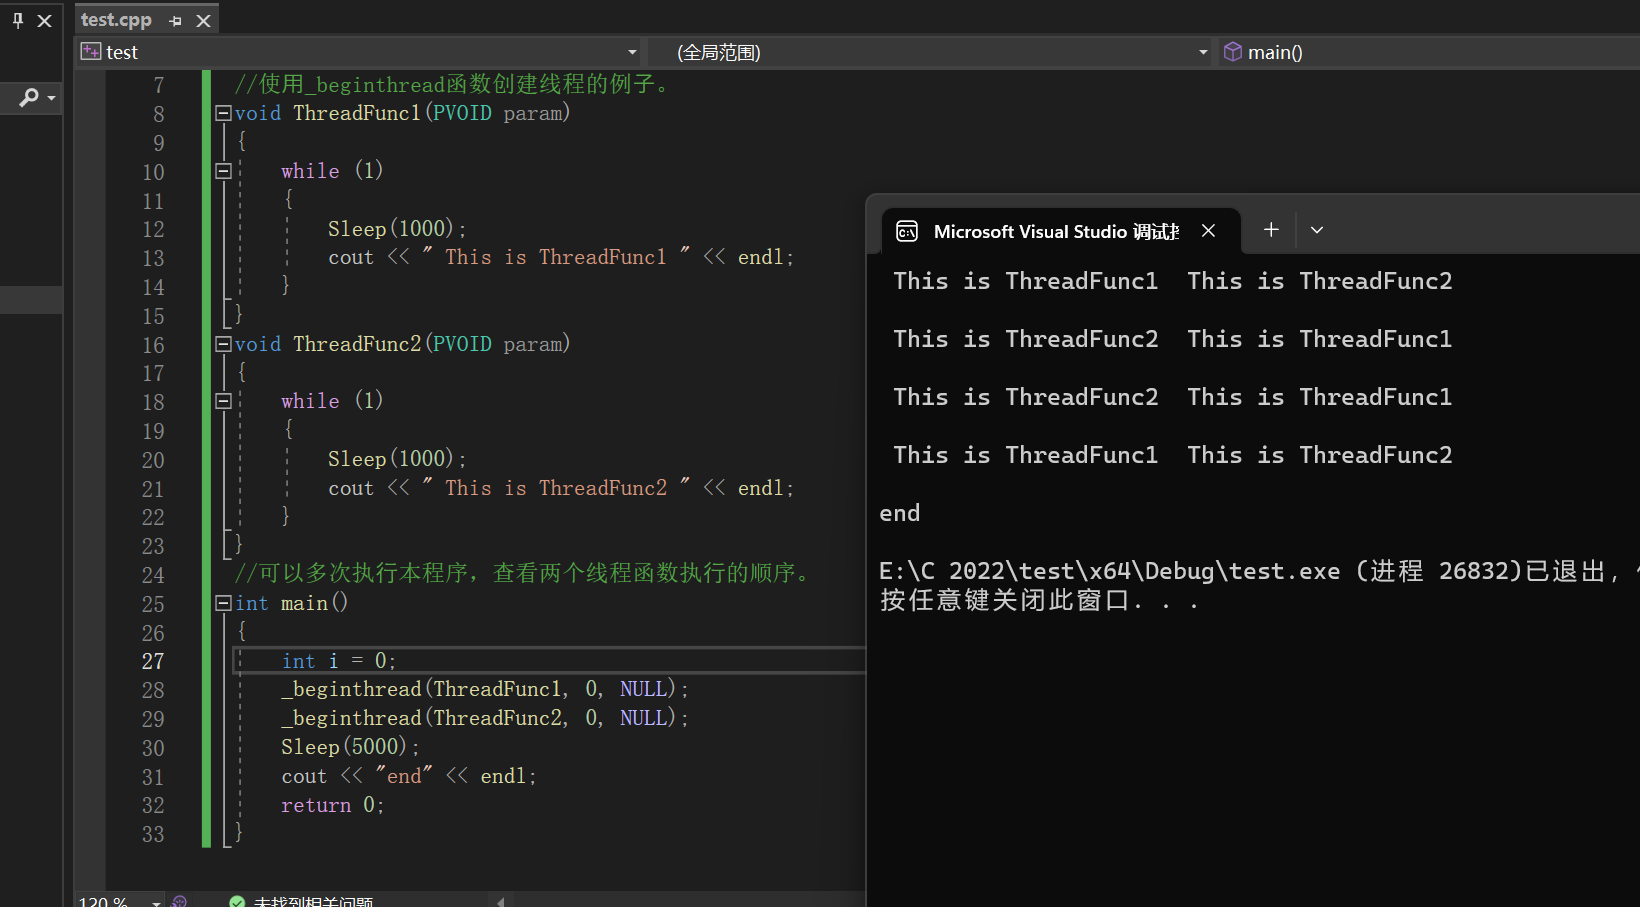 test.cpp
test
(全局范围)
main()
7 //使用_beginthread函数创建线程的例子。
8 void ThreadFunc1(PVOID param)
9 {
10 while (1)
11 {
12 Sleep(1000);
13 cout << " This is ThreadFunc1 " << endl;
14 }
15 }
16 void ThreadFunc2(PVOID param)
17 {
18 while (1)
19 {
20 Sleep(1000);
21 cout << " This is ThreadFunc2 " << endl;
22 }
23 }
24 //可以多次执行本程序，查看两个线程函数执行的顺序。
25 int main()
26 {
27 int i = 0;
28 _beginthread(ThreadFunc1, 0, NULL);
29 _beginthread(ThreadFunc2, 0, NULL);
30 Sleep(5000);
31 cout << "end" << endl;
32 return 0;
33 }
120 %
未找到相关问题
Microsoft Visual Studio 调试
This is ThreadFunc1  This is ThreadFunc2
This is ThreadFunc2  This is ThreadFunc1
This is ThreadFunc2  This is ThreadFunc1
This is ThreadFunc1  This is ThreadFunc2
end
E:\C 2022\test\x64\Debug\test.exe (进程 26832)已退出，
按任意键关闭此窗口. . .